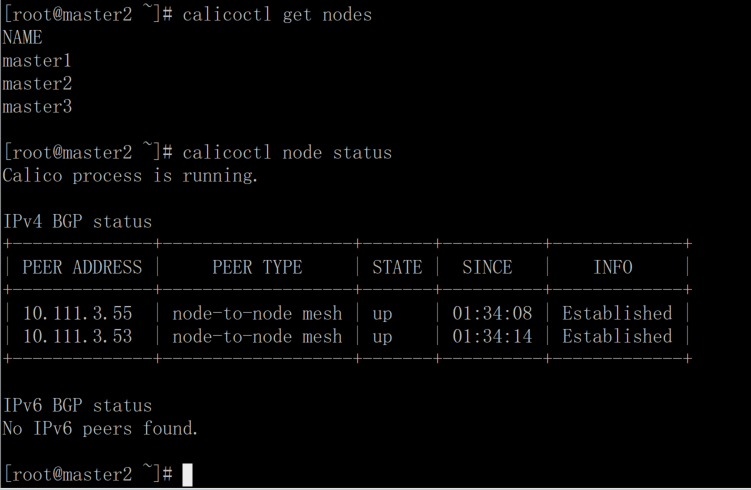 [root@master2 ~]# calicoctl get nodes
NAME
master1
master2
master3
[root@master2 ~]# calicoctl node status
Calico process is running.
IPv4 BGP status
+--------------+-------------------+-------+----------+-------------+
| PEER ADDRESS |     PEER TYPE     | STATE |  SINCE   |    INFO     |
+--------------+-------------------+-------+----------+-------------+
| 10.111.3.55  | node-to-node mesh | up    | 01:34:08 | Established |
| 10.111.3.53  | node-to-node mesh | up    | 01:34:14 | Established |
+--------------+-------------------+-------+----------+-------------+
IPv6 BGP status
No IPv6 peers found.
[root@master2 ~]#